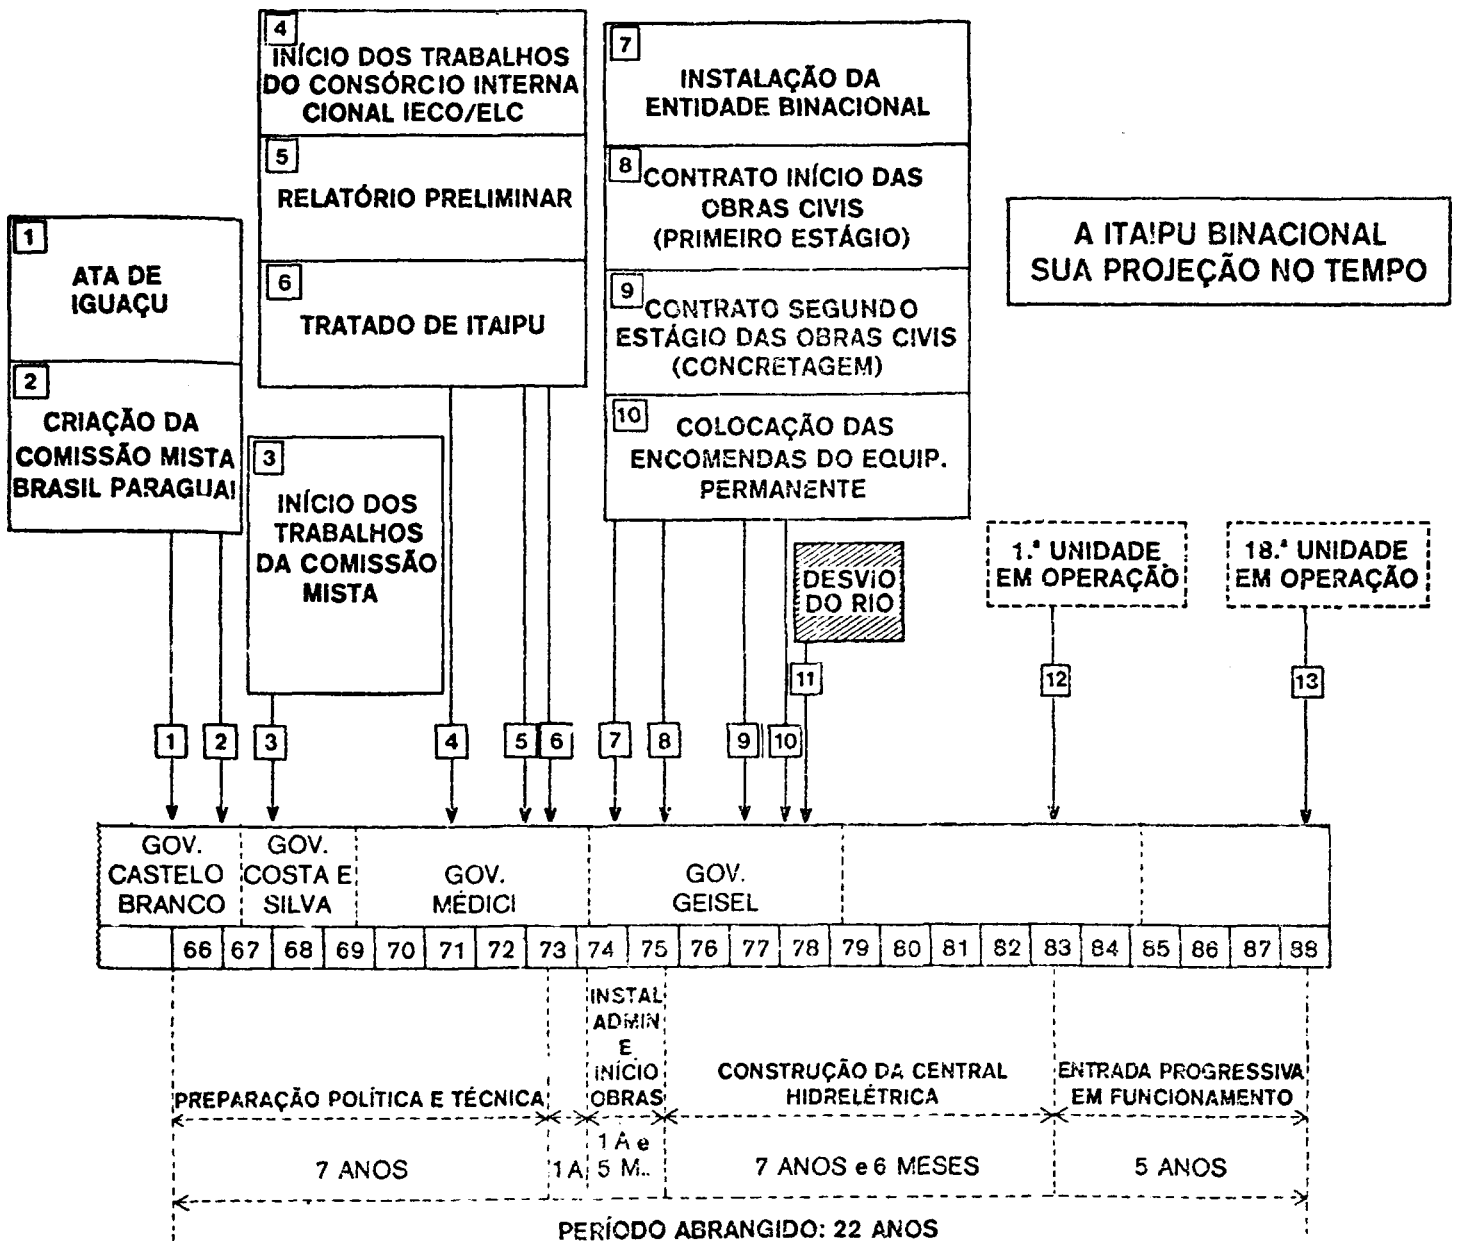 1
ATA DE
IGUAÇU
2
CRIAÇÃO DA
COMISSÃO MISTA
BRASIL PARAGUAI
3
INÍCIO DOS
TRABALHOS
DA COMISSÃO
MISTA
4
INÍCIO DOS TRABALHOS
DO CONSÓRCIO INTERNA
CIONAL IECO/ELC
5
RELATÓRIO PRELIMINAR
6
TRATADO DE ITAIPU
7
INSTALAÇÃO DA
ENTIDADE BINACIONAL
8
CONTRATO INÍCIO DAS
OBRAS CIVIS
(PRIMEIRO ESTÁGIO)
9
CONTRATO SEGUNDO
ESTÁGIO DAS OBRAS CIVIS
(CONCRETAGEM)
10
COLOCAÇÃO DAS
ENCOMENDAS DO EQUIP.
PERMANENTE
A ITAIPU BINACIONAL
SUA PROJEÇÃO NO TEMPO
DESVIO
DO RIO
1.ª UNIDADE
EM OPERAÇÃO
18.ª UNIDADE
EM OPERAÇÃO
11
12
13
1 2 3 4 5 6 7 8 9 10
GOV.
CASTELO
BRANCO
GOV.
COSTA E
SILVA
GOV.
MÉDICI
GOV.
GEISEL
66 67 68 69 70 71 72 73 74 75 76 77 78 79 80 81 82 83 84 85 86 87 88
PREPARAÇÃO POLÍTICA E TÉCNICA
INSTAL
ADMIN
E
INÍCIO
OBRAS
CONSTRUÇÃO DA CENTRAL
HIDRELÉTRICA
ENTRADA PROGRESSIVA
EM FUNCIONAMENTO
7 ANOS
1 A
1 A e
5 M..
7 ANOS e 6 MESES
5 ANOS
PERÍODO ABRANGIDO: 22 ANOS